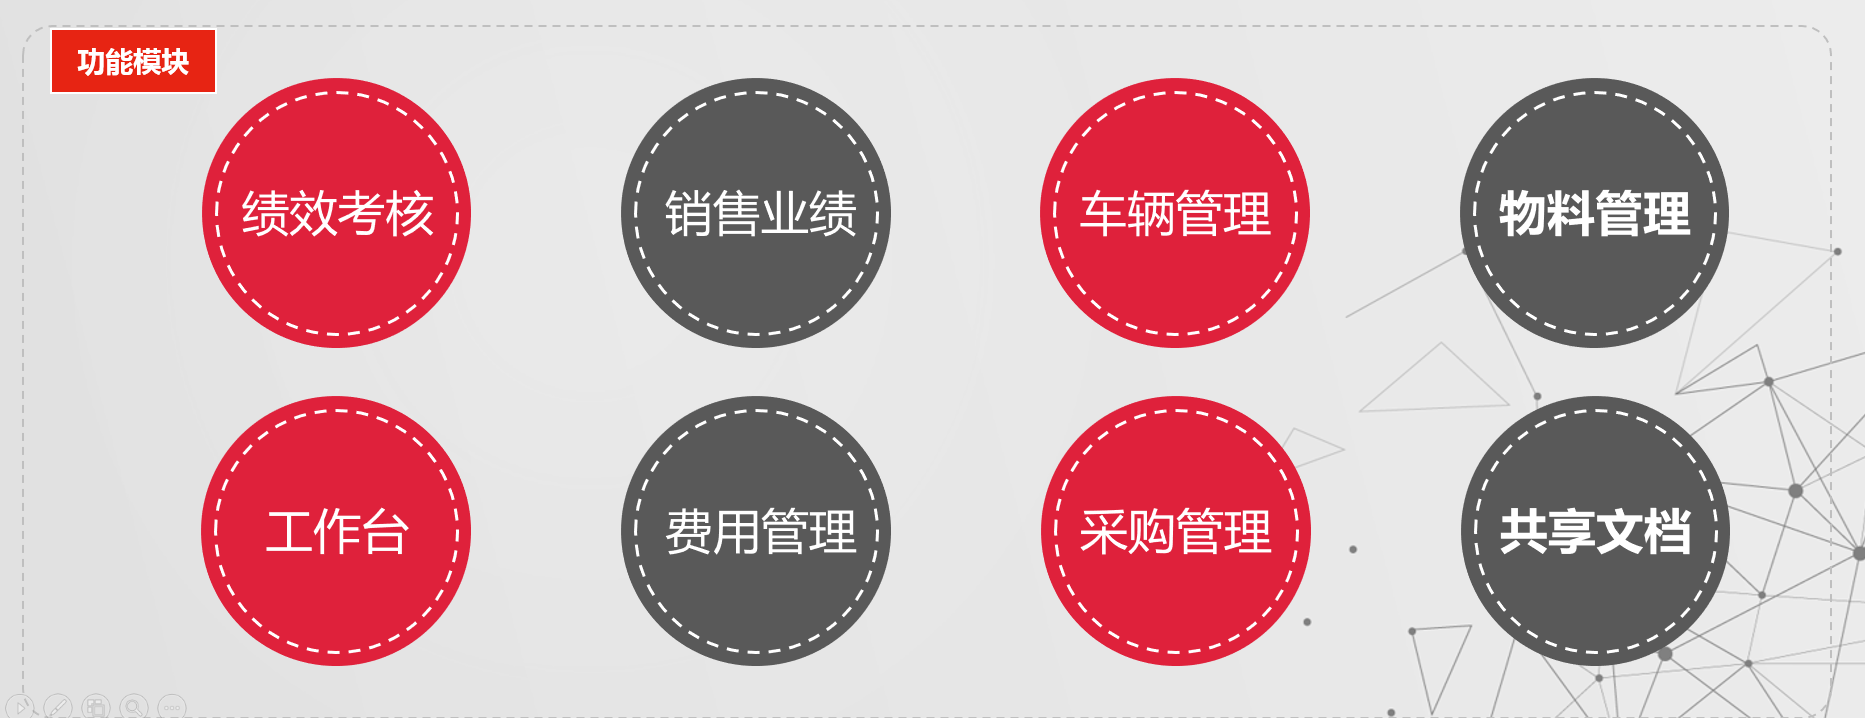 功能模块
绩效考核
销售业绩
车辆管理
物料管理
工作台
费用管理
采购管理
共享文档